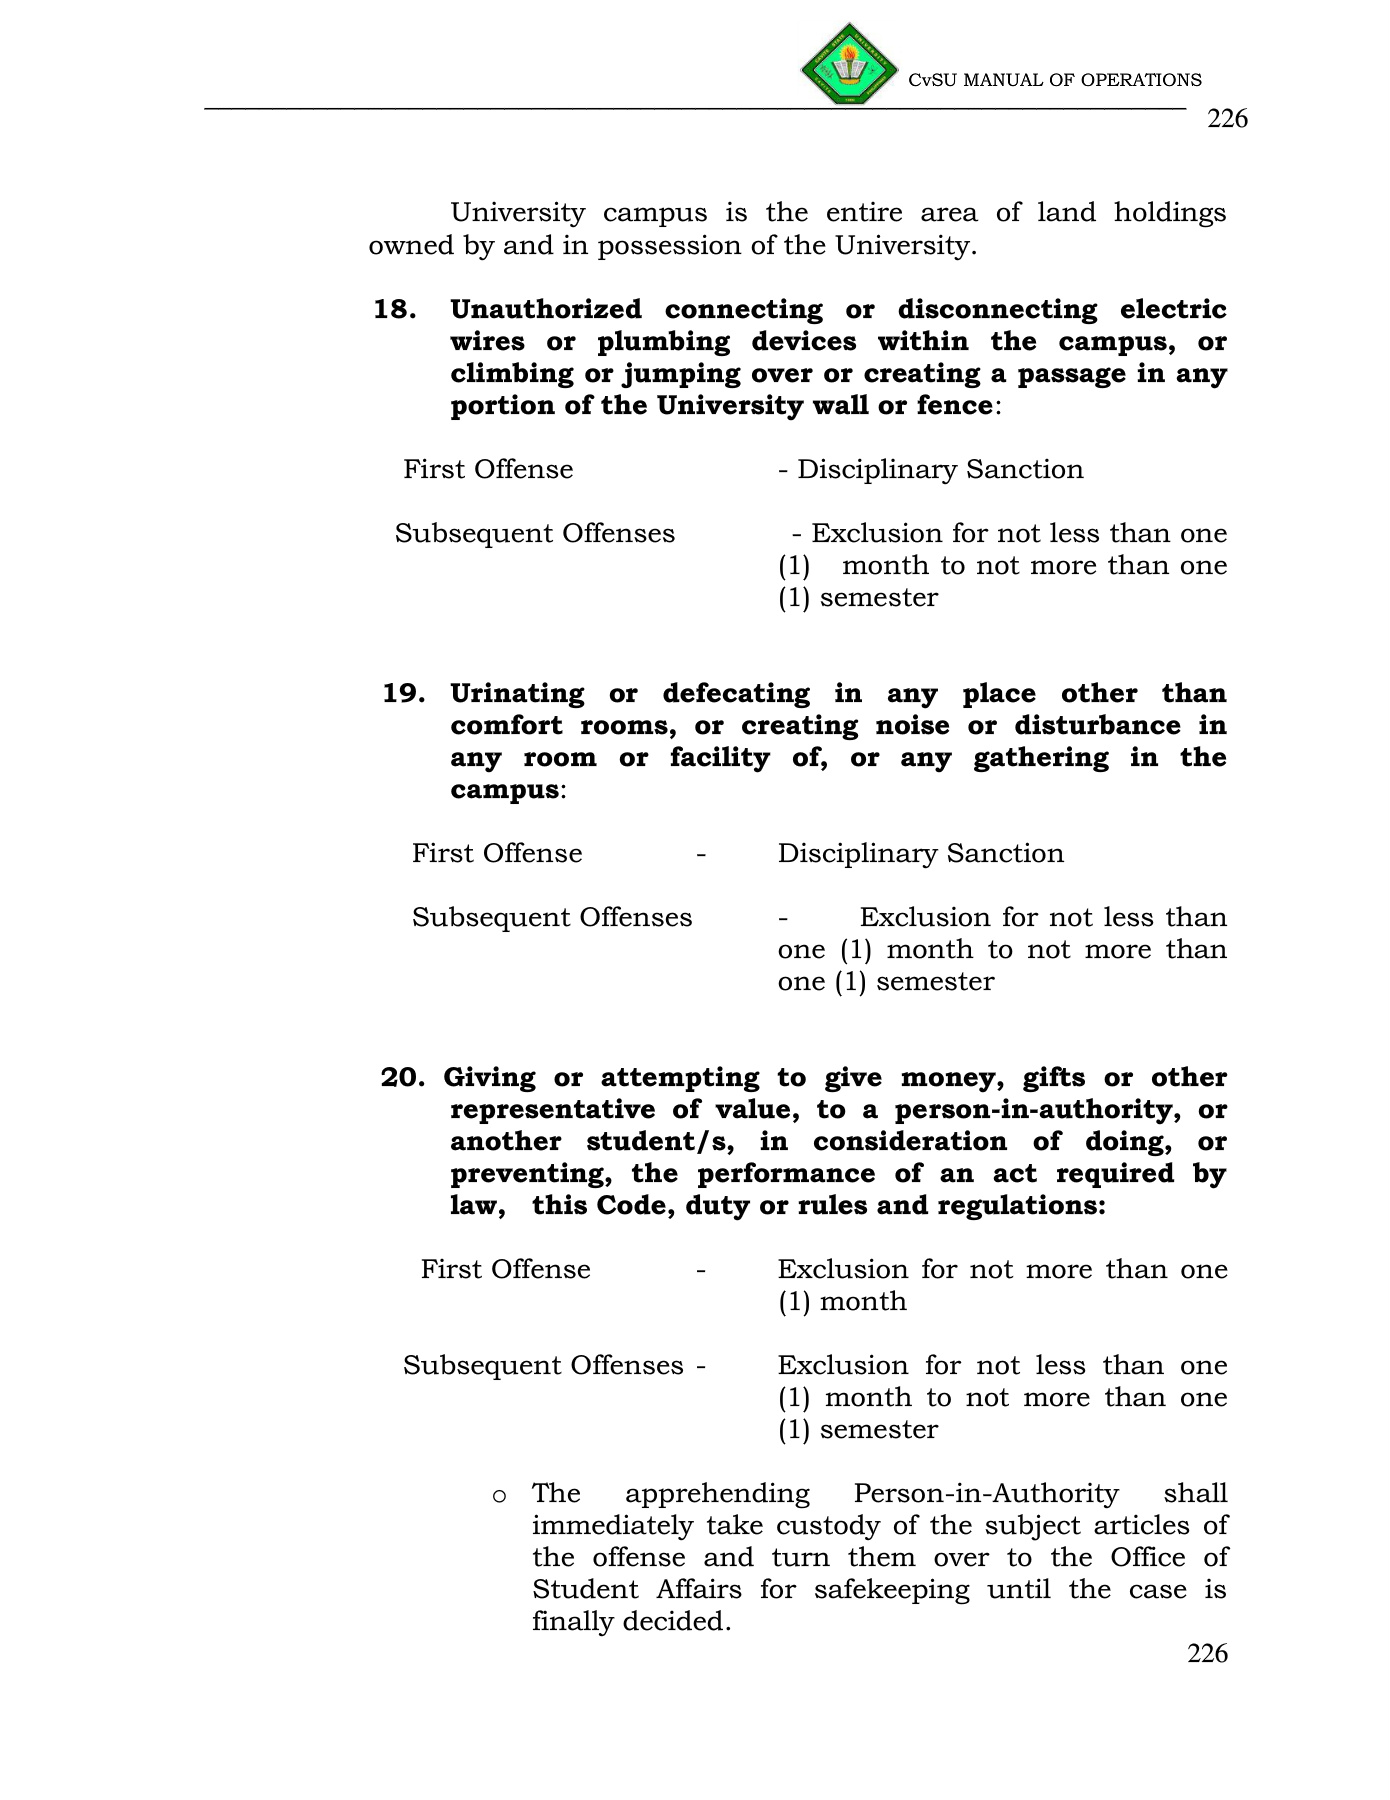 CvSU MANUAL OF OPERATIONS
226
University campus is the entire area of land holdings
owned by and in possession of the University.
18. Unauthorized connecting or disconnecting electric
wires or plumbing devices within the campus, or
climbing or jumping over or creating a passage in any
portion of the University wall or fence:
First Offense - Disciplinary Sanction
Subsequent Offenses - Exclusion for not less than one
(1) month to not more than one
(1) semester
19. Urinating or defecating in any place other than
comfort rooms, or creating noise or disturbance in
any room or facility of, or any gathering in the
campus:
First Offense - Disciplinary Sanction
Subsequent Offenses - Exclusion for not less than
one (1) month to not more than
one (1) semester
20. Giving or attempting to give money, gifts or other
representative of value, to a person-in-authority, or
another student/s, in consideration of doing, or
preventing, the performance of an act required by
law, this Code, duty or rules and regulations:
First Offense - Exclusion for not more than one
(1) month
Subsequent Offenses - Exclusion for not less than one
(1) month to not more than one
(1) semester
o The apprehending Person-in-Authority shall
immediately take custody of the subject articles of
the offense and turn them over to the Office of
Student Affairs for safekeeping until the case is
finally decided.
226